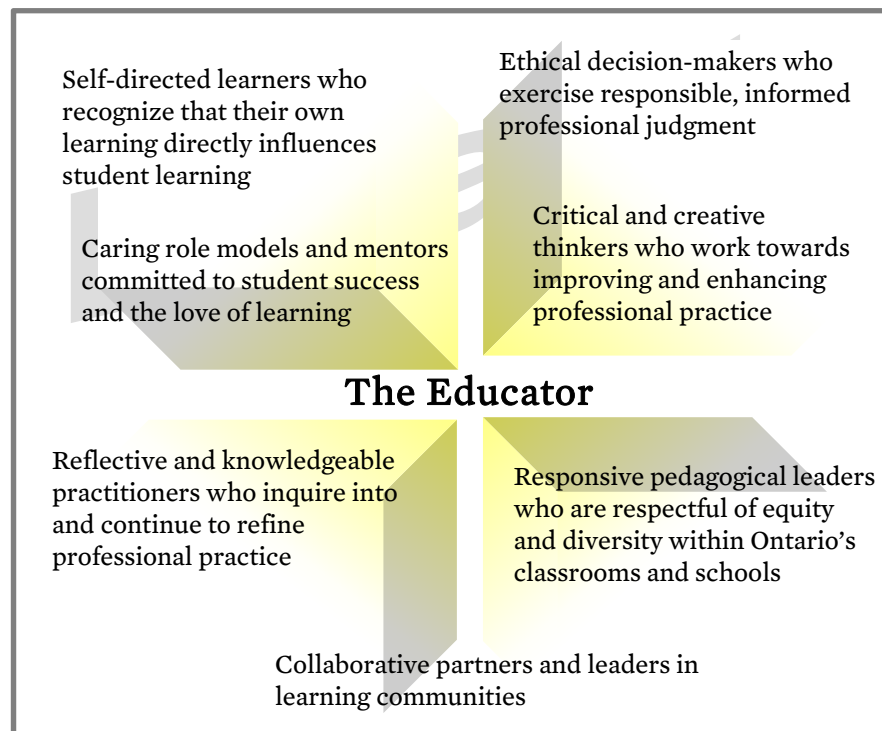 Self-directed learners who
recognize that their own
learning directly influences
student learning
Ethical decision-makers who
exercise responsible, informed
professional judgment
Caring role models and mentors
committed to student success
and the love of learning
Critical and creative
thinkers who work towards
improving and enhancing
professional practice
The Educator
Reflective and knowledgeable
practitioners who inquire into
and continue to refine
professional practice
Responsive pedagogical leaders
who are respectful of equity
and diversity within Ontario’s
classrooms and schools
Collaborative partners and leaders in
learning communities